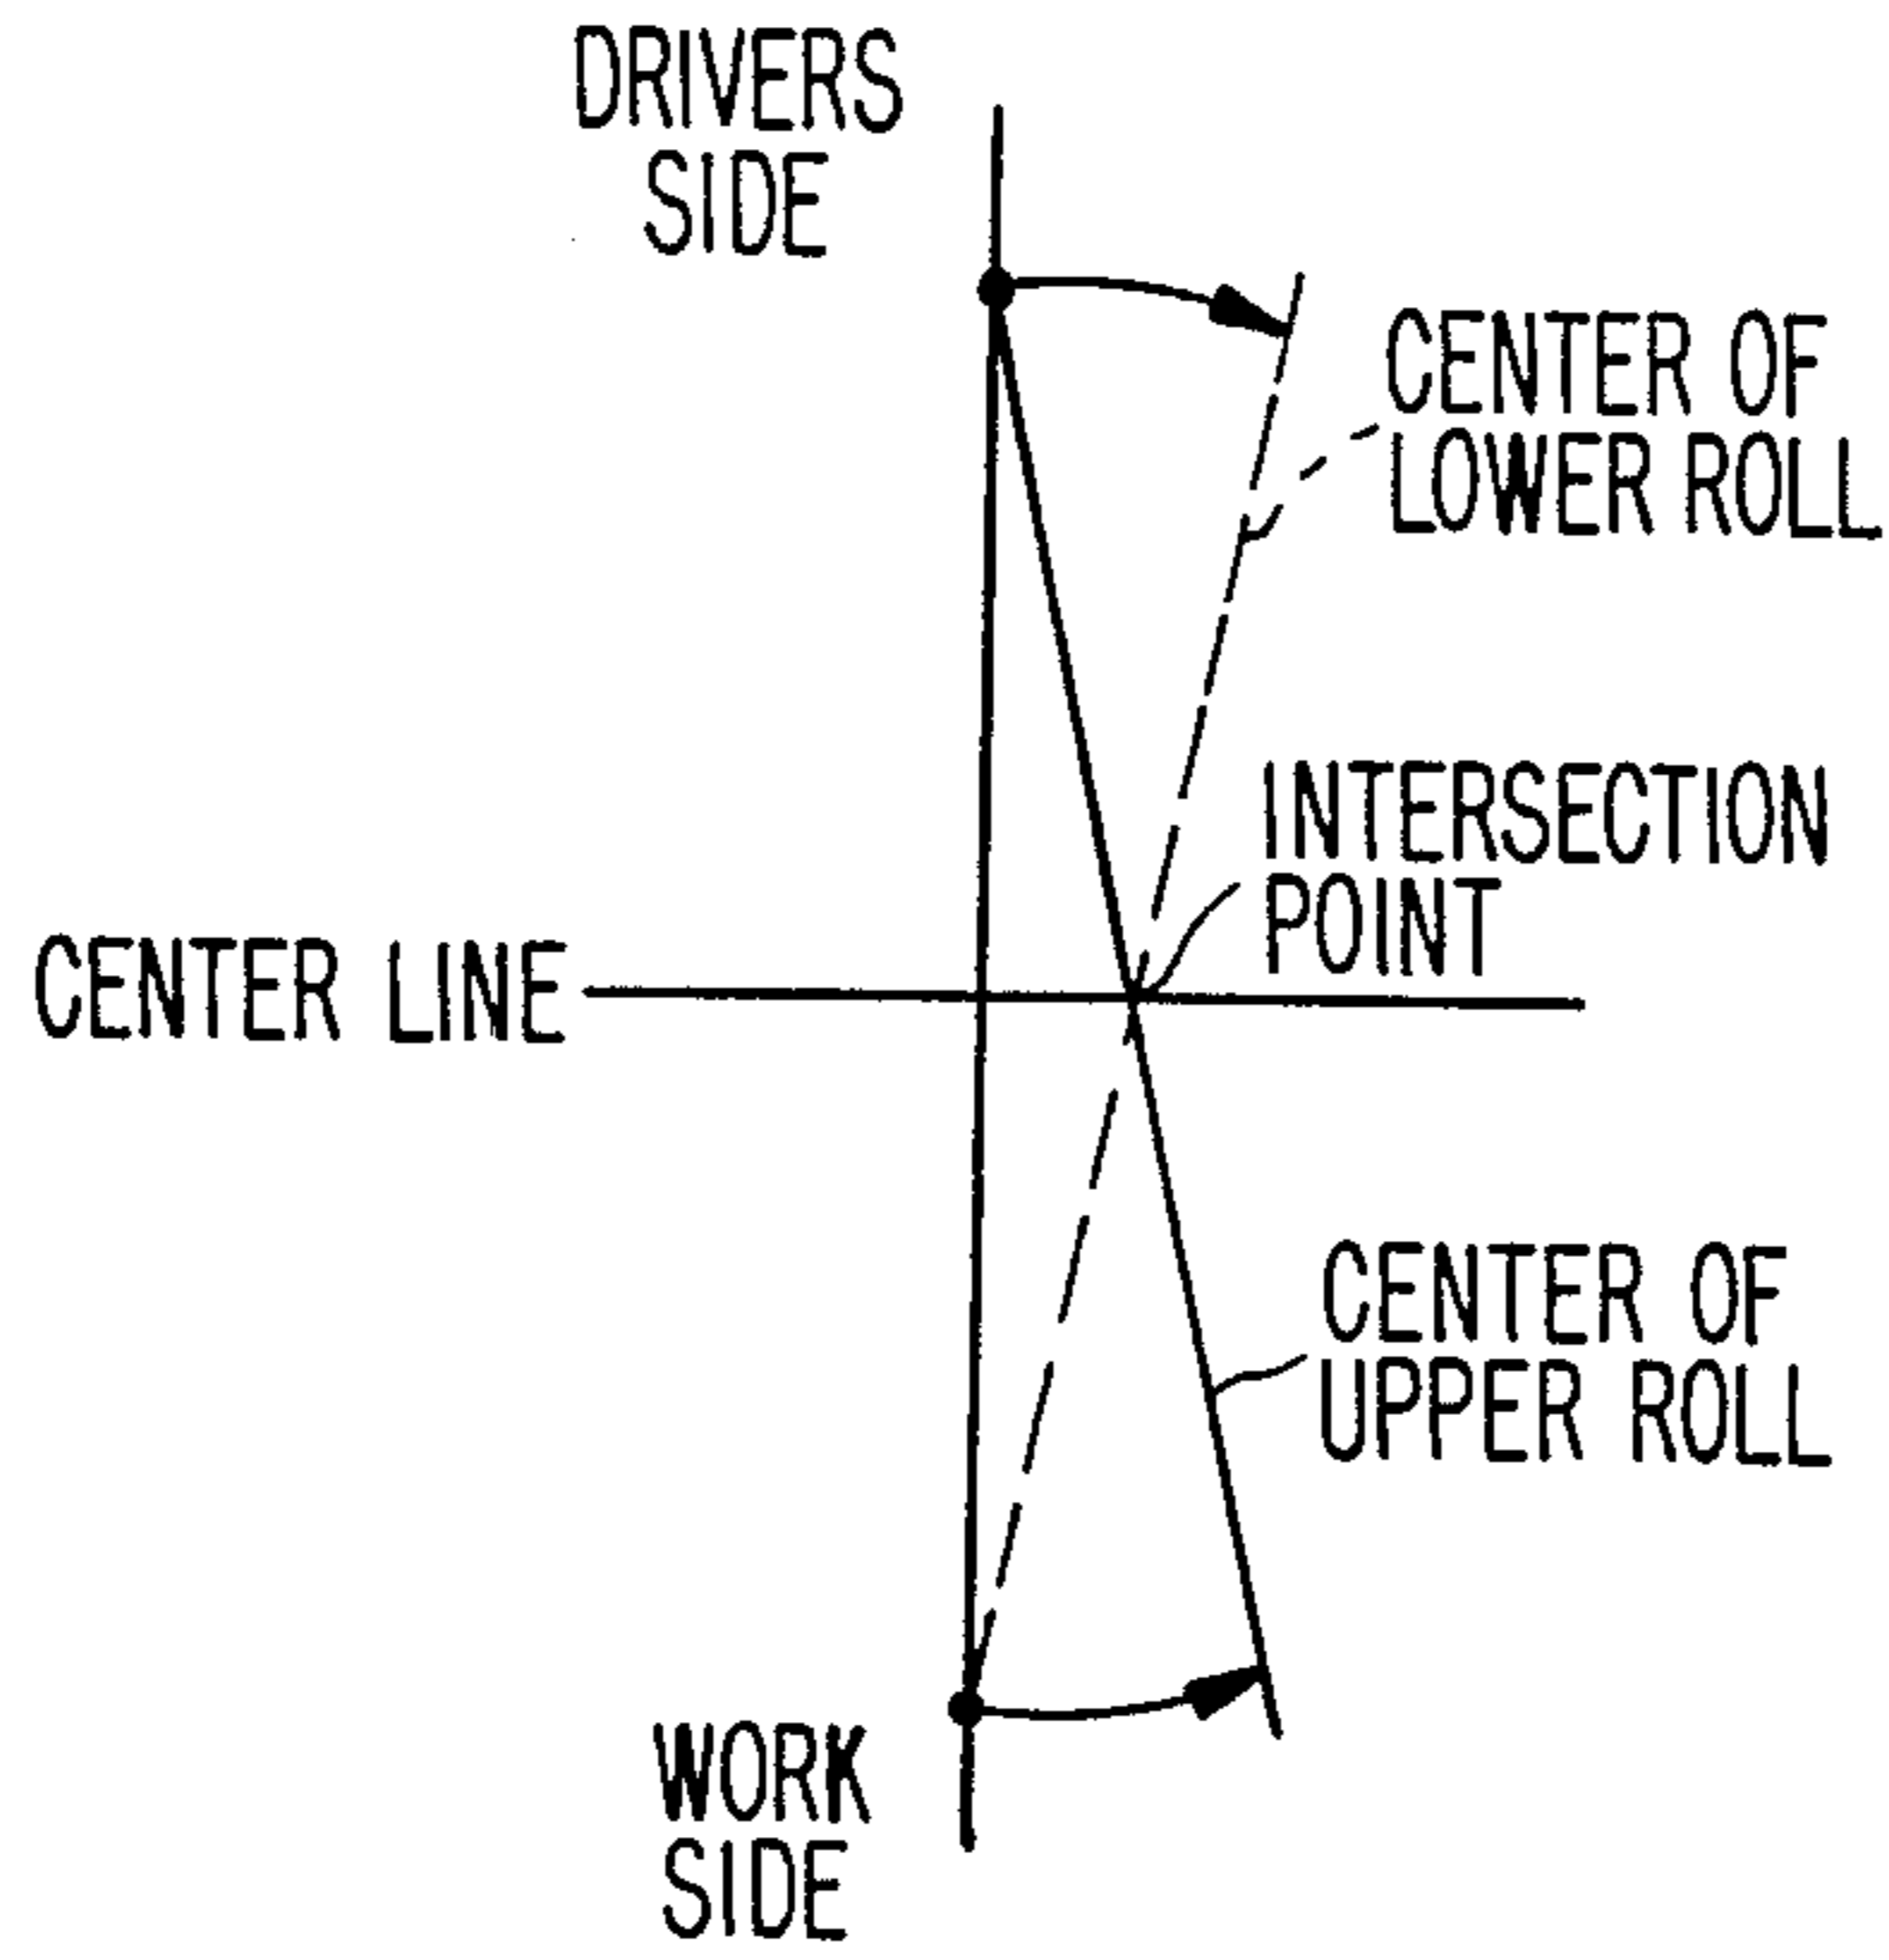 DRIVERS
SIDE
CENTER OF
LOWER ROLL
INTERSECTION
POINT
CENTER LINE
CENTER OF
UPPER ROLL
WORK
SIDE